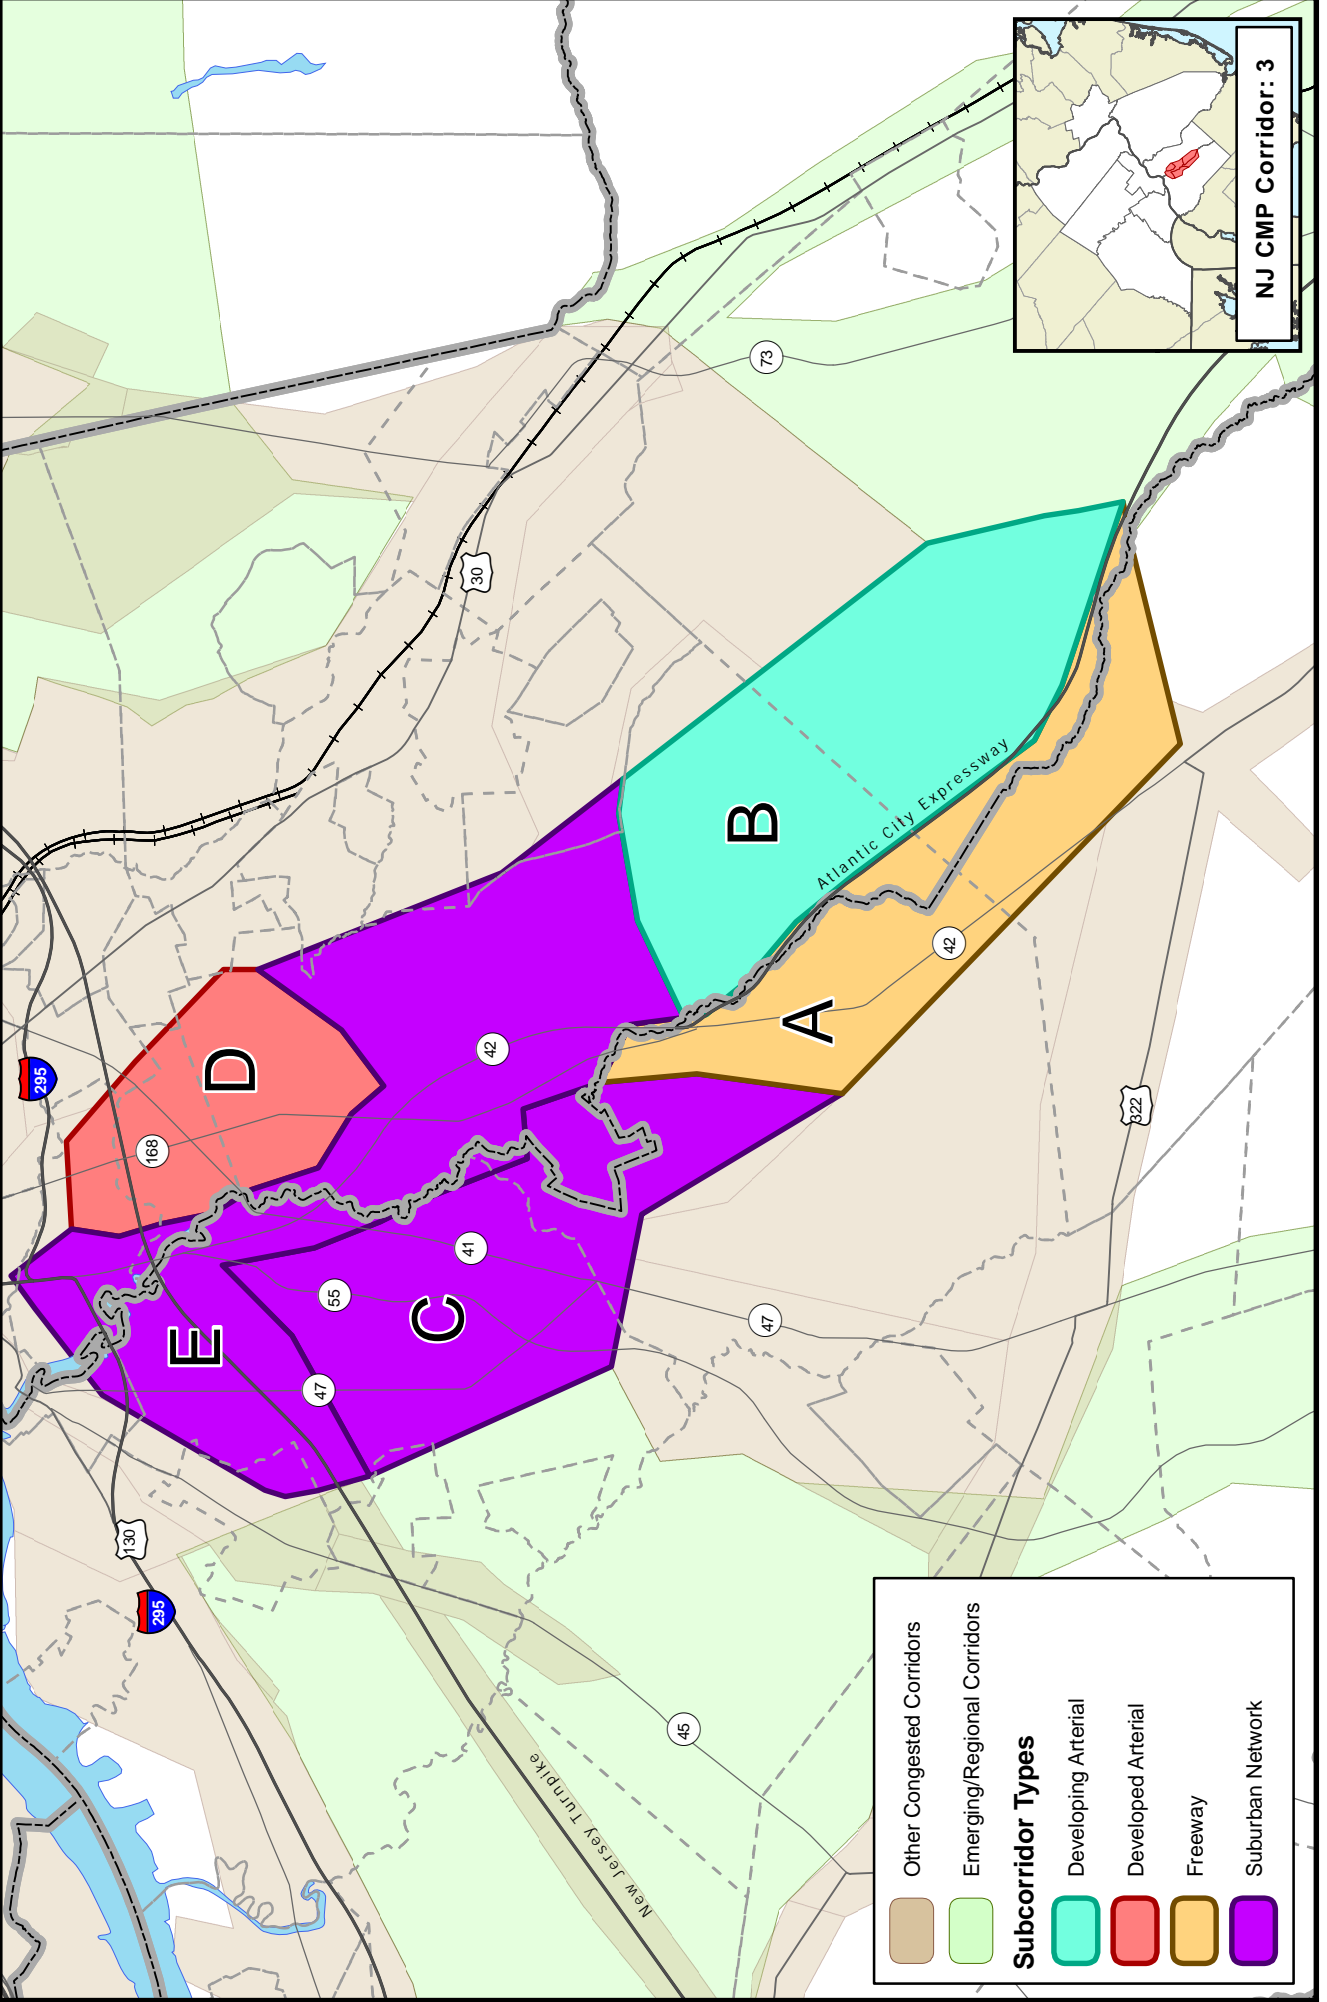 NJ CMP Corridor: 3
73
30
B
Atlantic City Expressway
42
A
322
295
D
168
42
41
55
C
E
47
47
130
295
45
New Jersey Turnpike
Other Congested Corridors
Emerging/Regional Corridors
Subcorridor Types
Developing Arterial
Developed Arterial
Freeway
Suburban Network